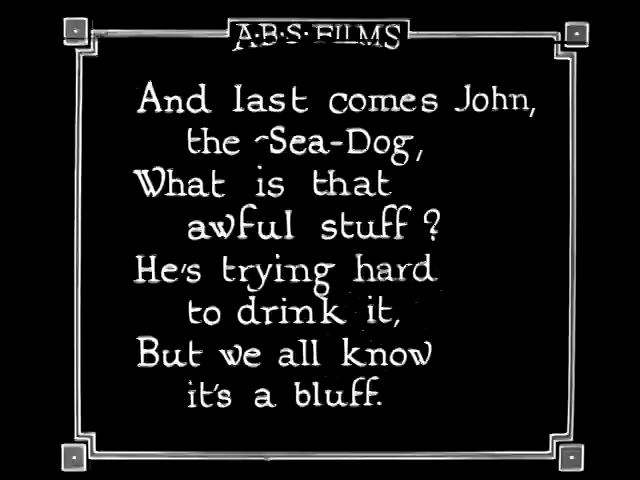 A·B·S·FILMS
And last comes John,
the Sea-Dog,
What is that
awful stuff?
He's trying hard
to drink it,
But we all know
it's a bluff.